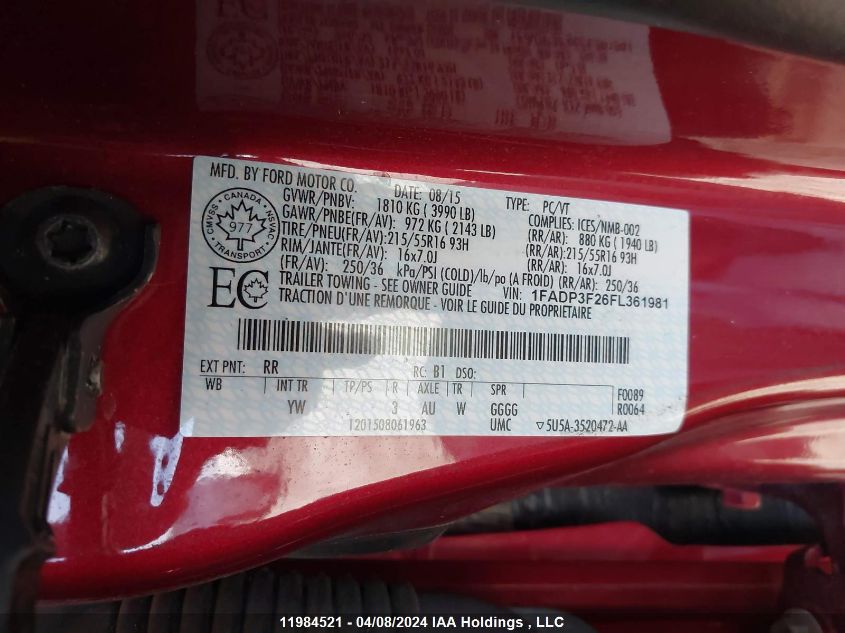 MFD. BY FORD MOTOR CO.
DATE: 08/15 TYPE: PC/VT
GVWR/PNBV: 1810 KG ( 3990 LB) COMPLIES: ICES/NMB-002
GAWR/PNBE(FR/AV): 972 KG ( 2143 LB) (RR/AR): 880 KG ( 1940 LB)
TIRE/PNEU(FR/AV):215/55R16 93H (RR/AR):215/55R16 93H
RIM/JANTE(FR/AV): 16x7.0J (RR/AR): 16x7.0J
(FR/AV): 250/36 kPa/PSI (COLD)/lb/po (A FROID) (RR/AR): 250/36
TRAILER TOWING - SEE OWNER GUIDE VIN: 1FADP3F26FL361981
TRACTION D'UNE REMORQUE - VOIR LE GUIDE DU PROPRIETAIRE
CANADA
CMVSS NSVAC
977
EC
EXT PNT: RR RC: B1 DSO:
WB INT TR TP/PS R AXLE TR SPR F0089
YW 3 AU W GGGG R0064
1201508061963 UMC ▽5U5A-3520472-AA
11984521 - 04/08/2024 IAA Holdings , LLC